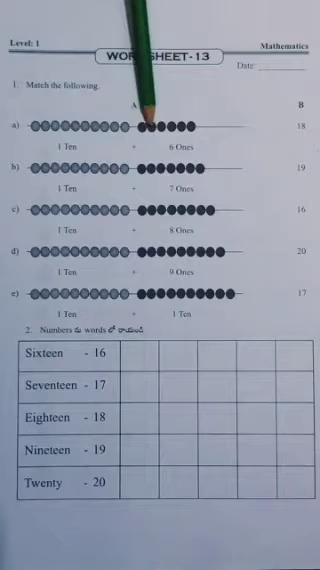 Level: 1
Mathematics
WORKSHEET-13
Date:
1. Match the following.
A B
a) 18
1 Ten + 6 Ones
b) 19
1 Ten + 7 Ones
c) 16
1 Ten + 8 Ones
d) 20
1 Ten + 9 Ones
e) 17
1 Ten + 1 Ten
2. Numbers ను words లో రాయండి
Sixteen - 16
Seventeen - 17
Eighteen - 18
Nineteen - 19
Twenty - 20